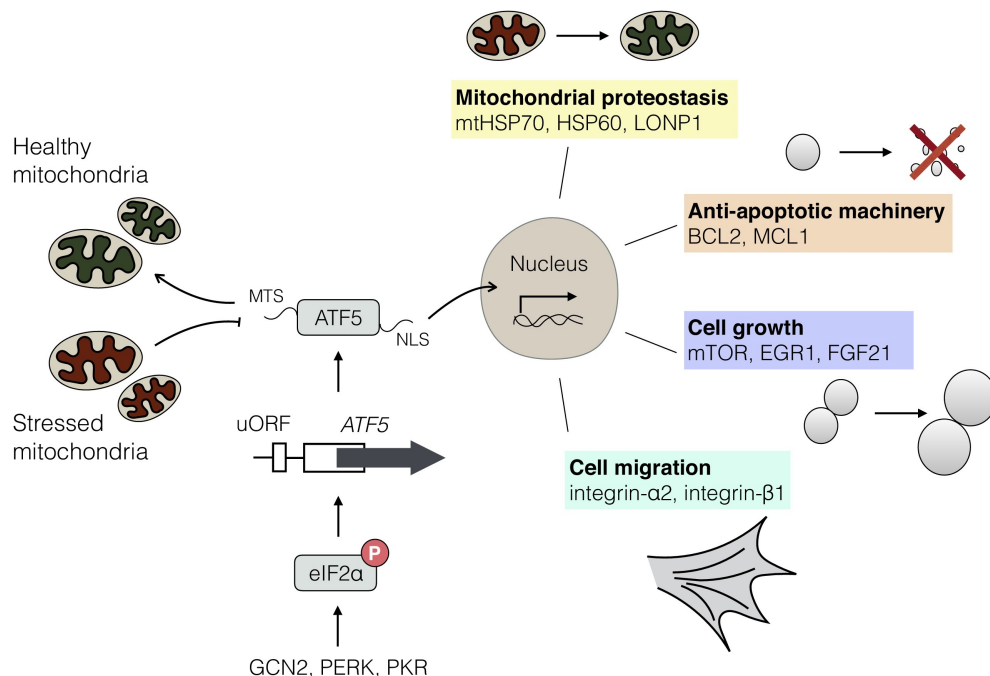 Mitochondrial proteostasis
mtHSP70, HSP60, LONP1
Healthy
mitochondria
Anti-apoptotic machinery
BCL2, MCL1
Nucleus
MTS
ATF5
NLS
Cell growth
mTOR, EGR1, FGF21
Stressed
mitochondria
uORF
ATF5
Cell migration
integrin-α2, integrin-β1
P
eIF2α
GCN2, PERK, PKR